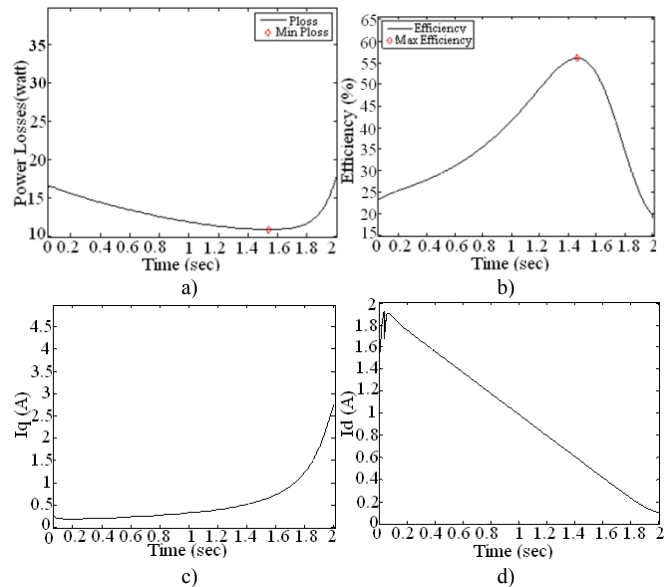 Ploss
Min Ploss
Power Losses(watt)
35
30
25
20
15
10
0 0.2 0.4 0.6 0.8 1 1.2 1.4 1.6 1.8 2
Time (sec)
a)
Efficiency
Max Efficiency
Efficiency (%)
65
60
55
50
45
40
35
30
25
20
15
0 0.2 0.4 0.6 0.8 1 1.2 1.4 1.6 1.8 2
Time (sec)
b)
Iq (A)
4.5
4
3.5
3
2.5
2
1.5
1
0.5
0
0.2 0.4 0.6 0.8 1 1.2 1.4 1.6 1.8 2
Time (sec)
c)
Id (A)
2
1.8
1.6
1.4
1.2
1
0.8
0.6
0.4
0.2
0
0 0.2 0.4 0.6 0.8 1 1.2 1.4 1.6 1.8 2
Time (sec)
d)